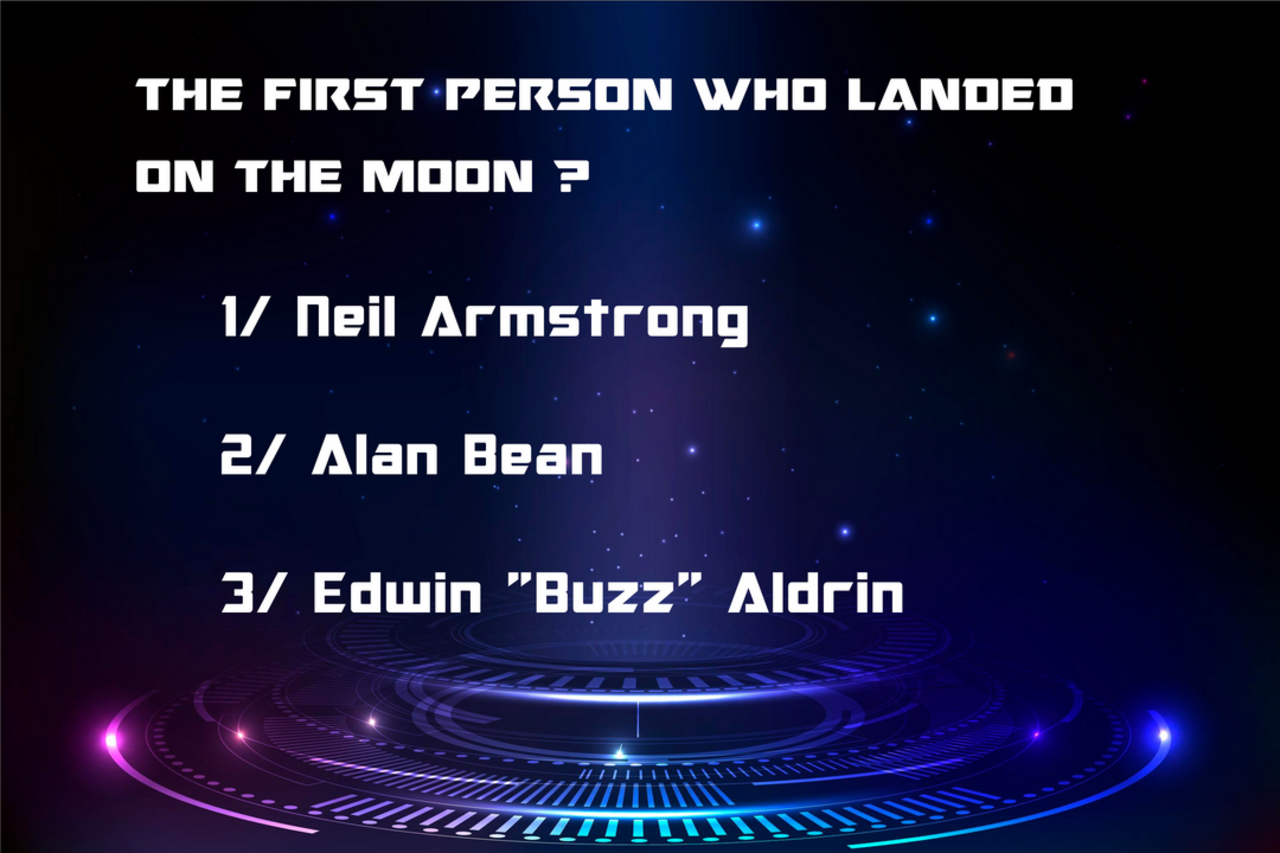 THE FIRST PERSON WHO LANDED
ON THE MOON ?
1/ Neil Armstrong
2/ Alan Bean
3/ Edwin "Buzz" Aldrin